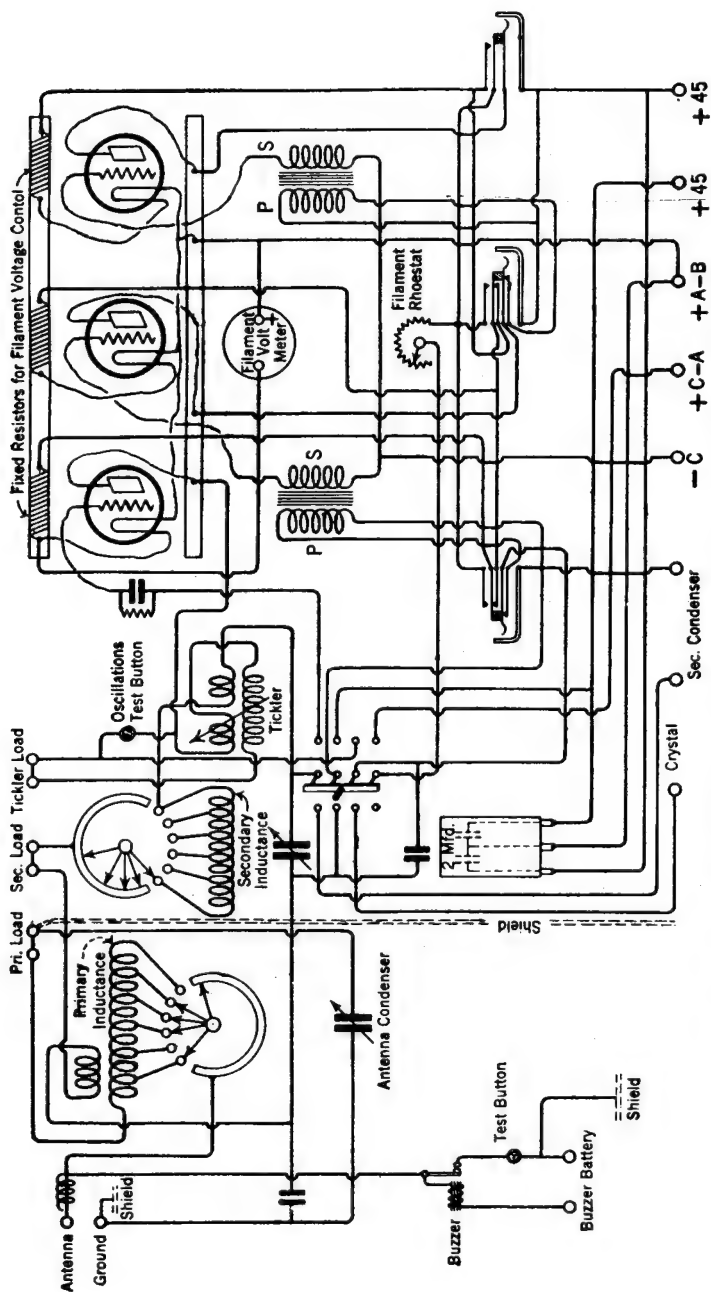 Fixed Resistors for Filament Voltage Contol
S
P
Filament
Volt +
Meter
Filament
Rhoestat
S
P
+ 45
+ 45
+ A-B
+ C-A
— C
Sec. Condenser
Crystal
Oscillations
Test Button
Tickler
Tickler Load
Sec. Load
Secondary
Inductance
2 Mfd.
Pri. Load
Shield
Primary
Inductance
Antenna Condenser
Antenna
Ground
Shield
Buzzer
Test Button
Buzzer Battery
Shield